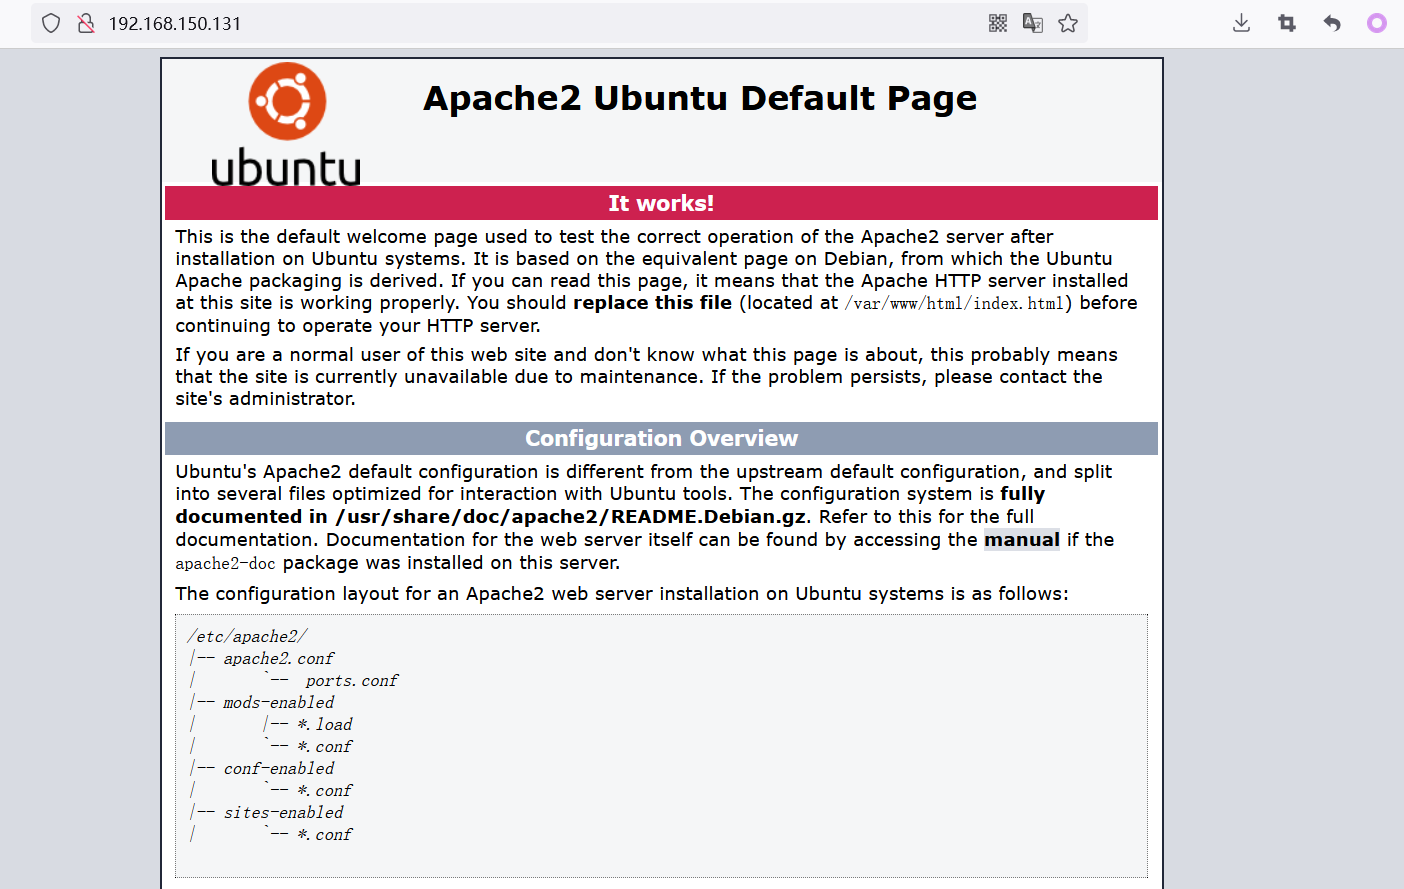 192.168.150.131
ubuntu
Apache2 Ubuntu Default Page
It works!
This is the default welcome page used to test the correct operation of the Apache2 server after
installation on Ubuntu systems. It is based on the equivalent page on Debian, from which the Ubuntu
Apache packaging is derived. If you can read this page, it means that the Apache HTTP server installed
at this site is working properly. You should replace this file (located at /var/www/html/index.html) before
continuing to operate your HTTP server.
If you are a normal user of this web site and don't know what this page is about, this probably means
that the site is currently unavailable due to maintenance. If the problem persists, please contact the
site's administrator.
Configuration Overview
Ubuntu's Apache2 default configuration is different from the upstream default configuration, and split
into several files optimized for interaction with Ubuntu tools. The configuration system is fully
documented in /usr/share/doc/apache2/README.Debian.gz. Refer to this for the full
documentation. Documentation for the web server itself can be found by accessing the manual if the
apache2-doc package was installed on this server.
The configuration layout for an Apache2 web server installation on Ubuntu systems is as follows:
/etc/apache2/
|-- apache2.conf
|       `--  ports.conf
|-- mods-enabled
|       |-- *.load
|       `-- *.conf
|-- conf-enabled
|       `-- *.conf
|-- sites-enabled
|       `-- *.conf